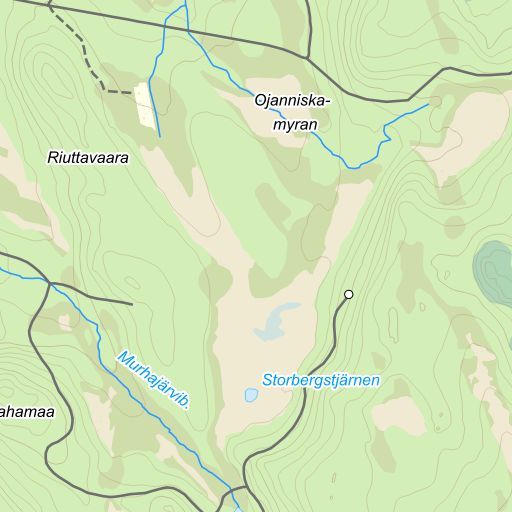 Ojanniska-
myran
Riuttavaara
Murhajärvib.
Storbergstjärnen
ahamaa